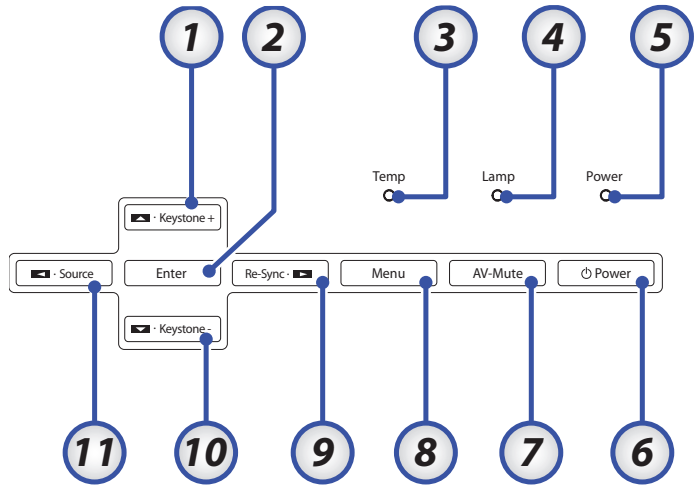 1 2 3 4 5
Temp Lamp Power
· Keystone +
· Source Enter Re-Sync · Menu AV-Mute Power
· Keystone -
11 10 9 8 7 6